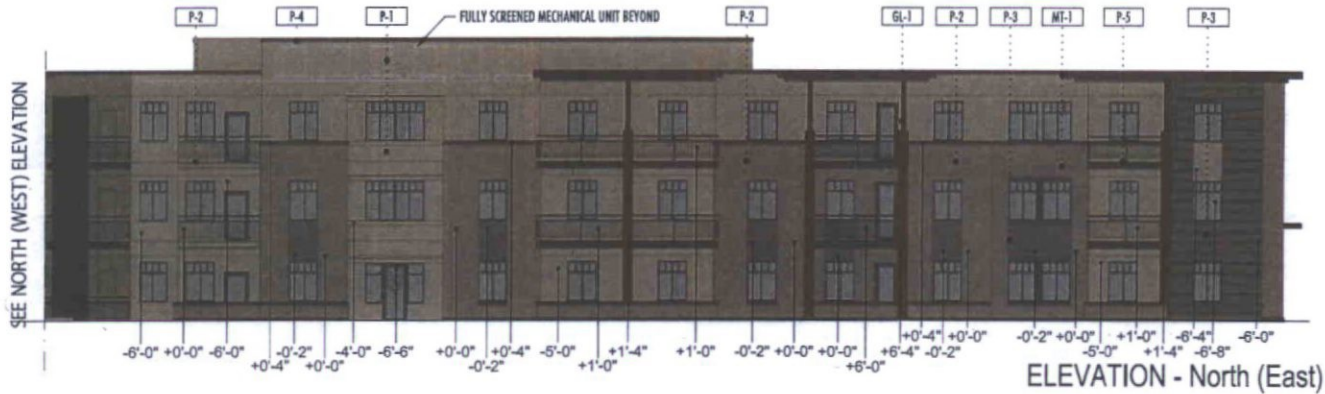 P-2 P-4 P-1 FULLY SCREENED MECHANICAL UNIT BEYOND P-2 GL-1 P-2 P-3 MT-1 P-5 P-3
SEE NORTH (WEST) ELEVATION
-6'-0" +0'-0" -6'-0" -0'-2" -4'-0" -6'-6" +0'-0" +0'-4" -5'-0" +1'-4" +1'-0" -0'-2" +0'-0" +0'-0" +0'-4" +0'-0" -0'-2" +0'-0" +1'-0" -6'-4" -6'-0"
+0'-4" +0'-0" -0'-2" +1'-0" +6'-0" +6'-4" -0'-2" -5'-0" +1'-4" -6'-8"
ELEVATION - North (East)